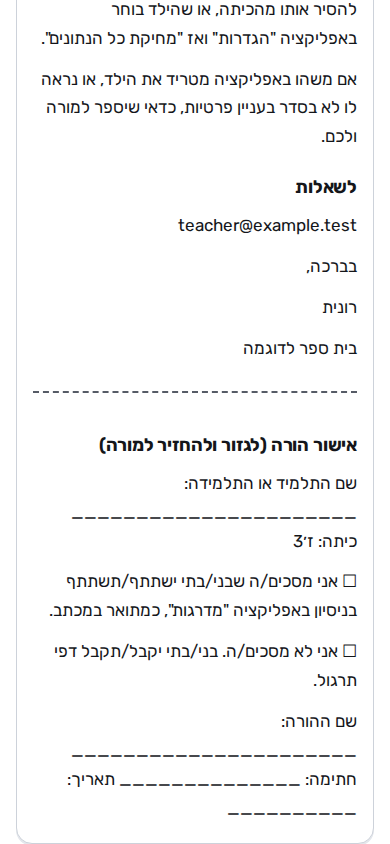 להסיר אותו מהכיתה, או שהילד בוחר
באפליקציה "הגדרות" ואז "מחיקת כל הנתונים".
אם משהו באפליקציה מטריד את הילד, או נראה
לו לא בסדר בעניין פרטיות, כדאי שיספר למורה
ולכם.
לשאלות
teacher@example.test
בברכה,
רונית
בית ספר לדוגמה
אישור הורה (לגזור ולהחזיר למורה)
שם התלמיד או התלמידה:
______________________
כיתה: ז׳3
☐ אני מסכים/ה שבני/בתי ישתתף/תשתתף
בניסיון באפליקציה "מדרגות", כמתואר במכתב.
☐ אני לא מסכים/ה. בני/בתי יקבל/תקבל דפי
תרגול.
שם ההורה:
______________________
חתימה: ______________ תאריך:
__________